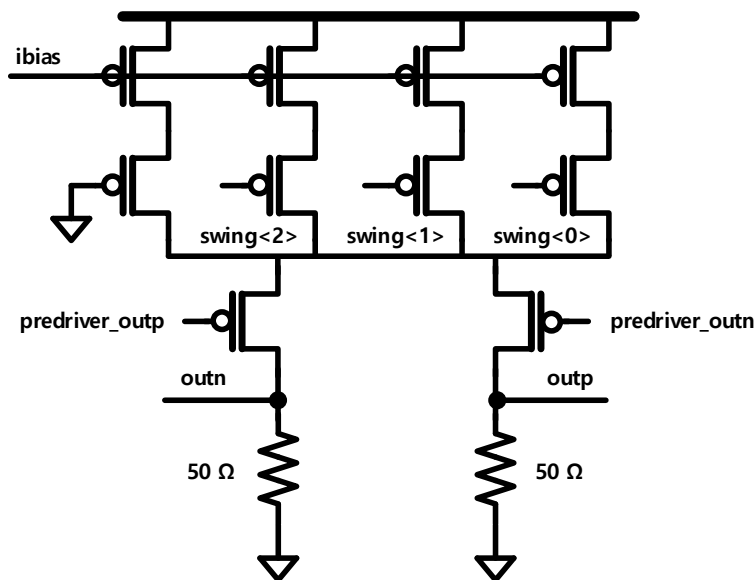 ibias
swing<2>
swing<1>
swing<0>
predriver_outp
predriver_outn
outn
outp
50 Ω
50 Ω